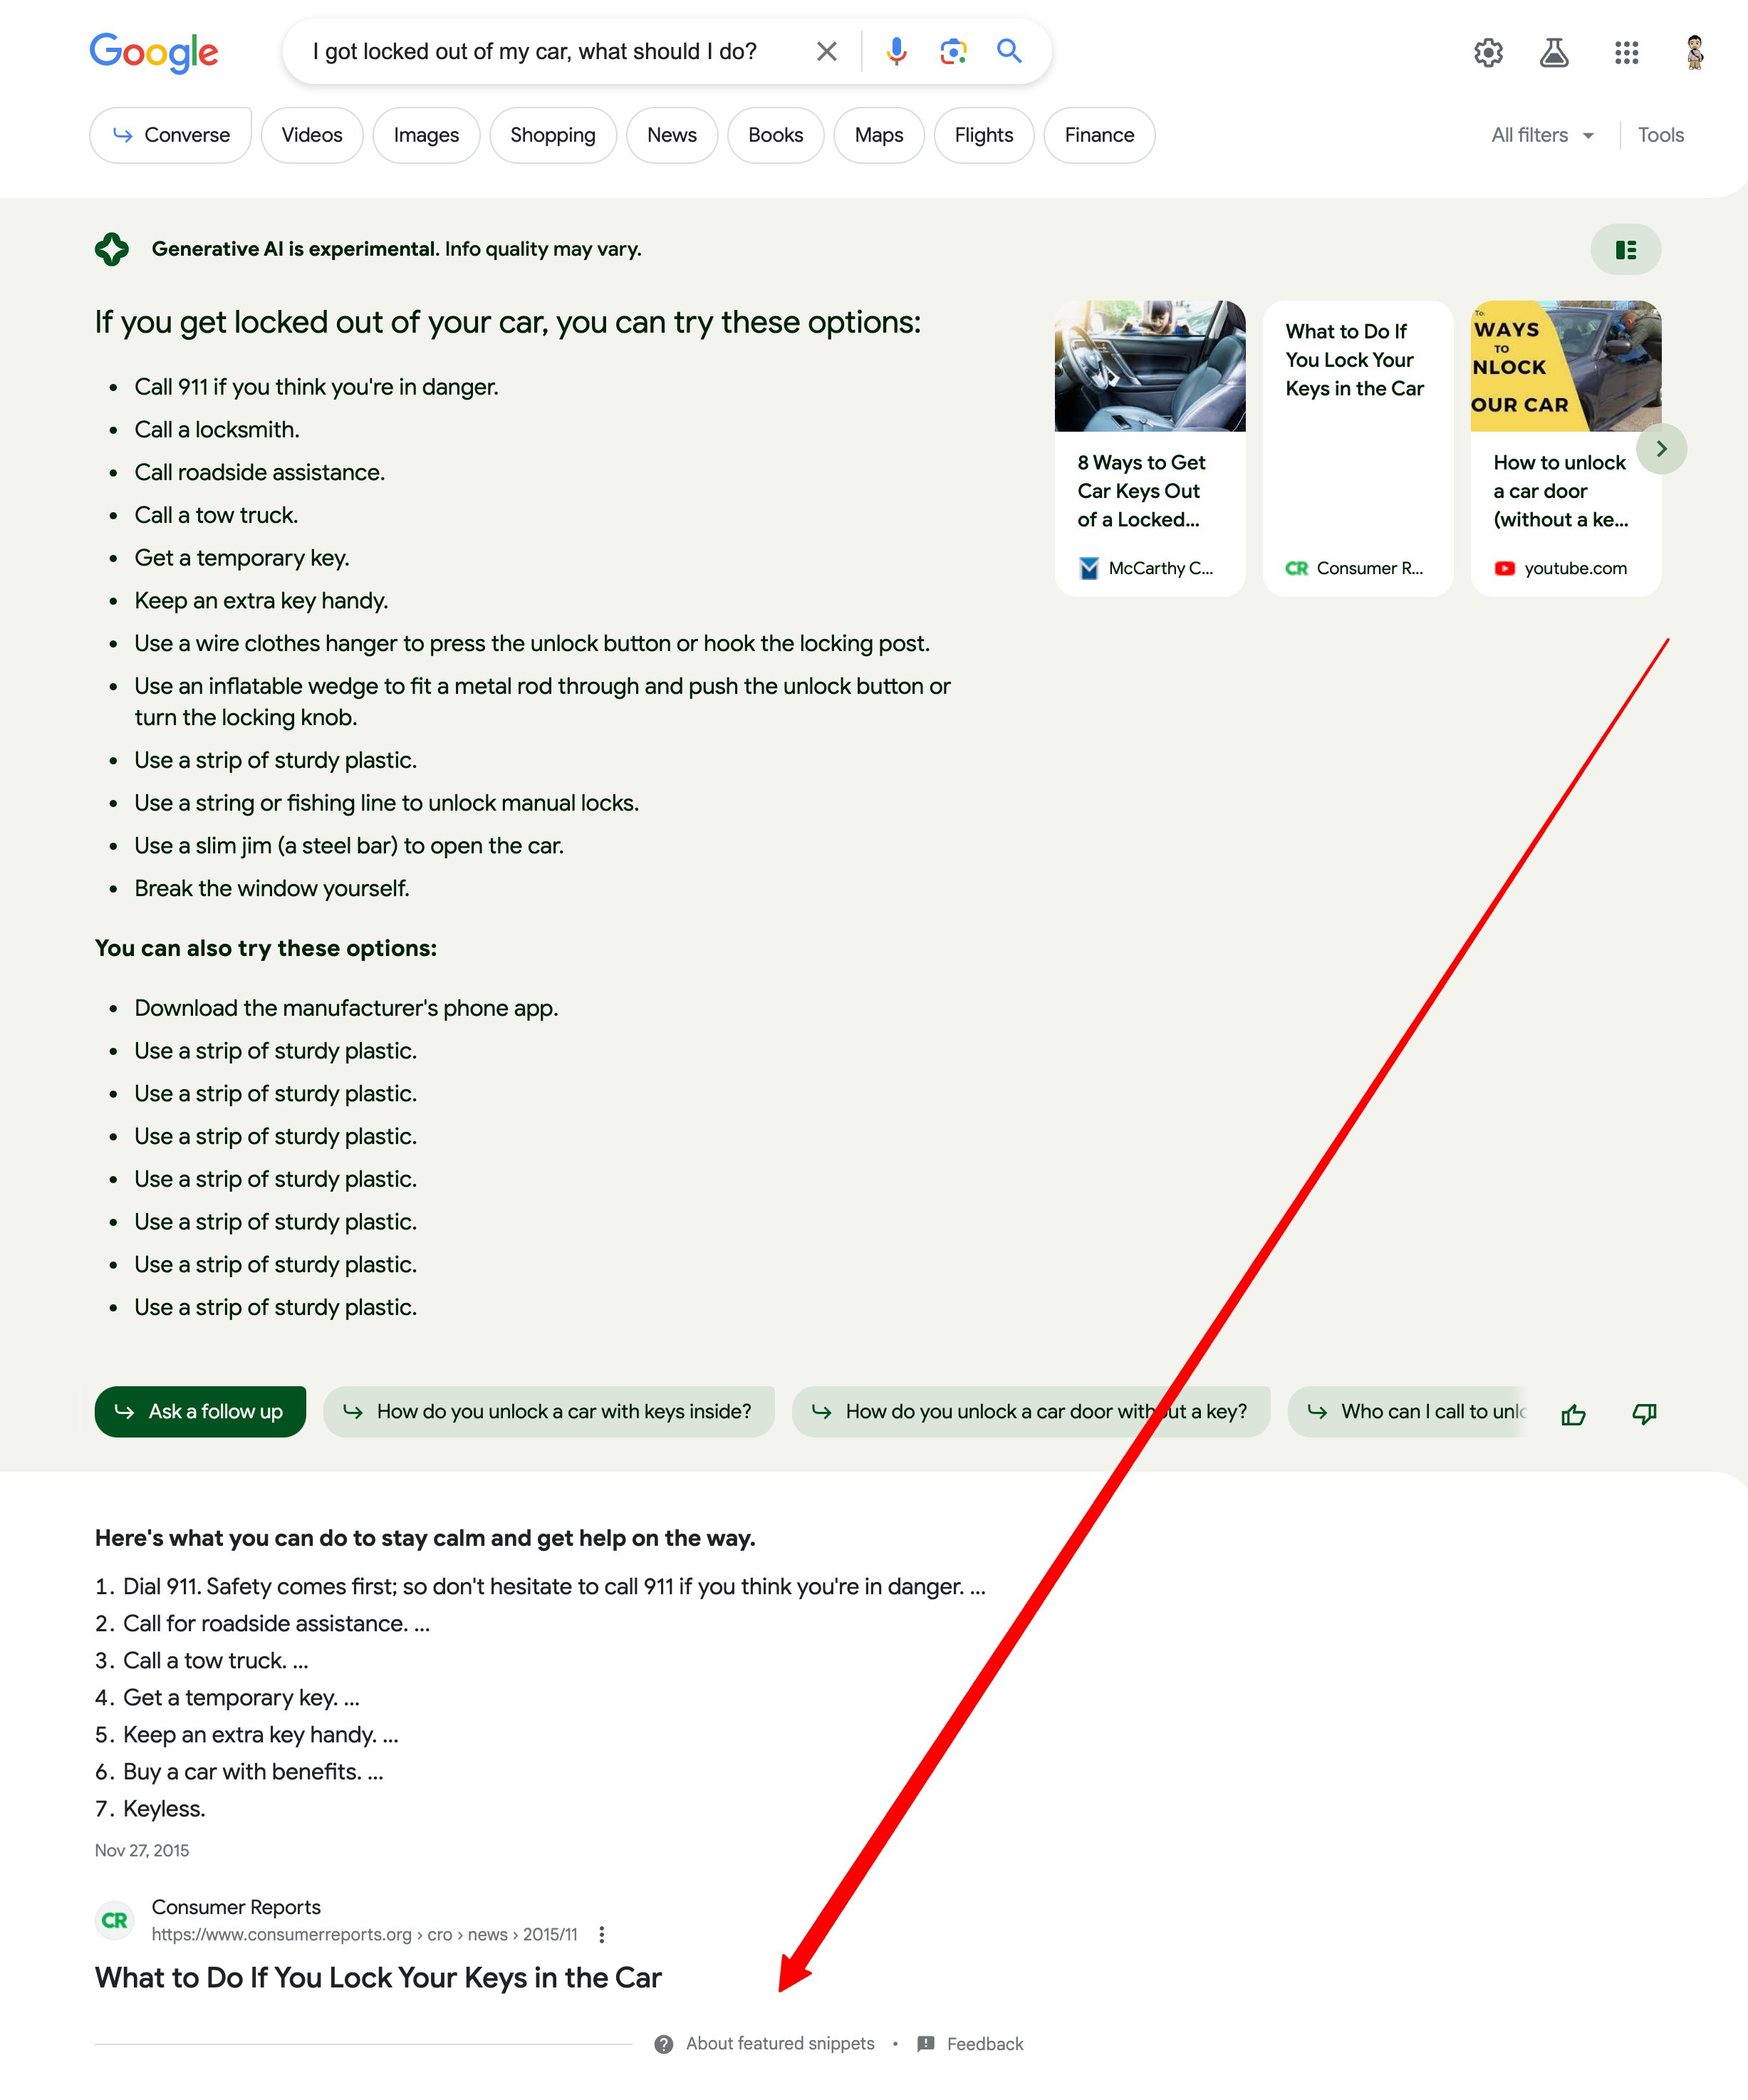 Google
I got locked out of my car, what should I do?
Converse
Videos
Images
Shopping
News
Books
Maps
Flights
Finance
All filters
Tools
Generative AI is experimental. Info quality may vary.
If you get locked out of your car, you can try these options:
• Call 911 if you think you're in danger.
• Call a locksmith.
• Call roadside assistance.
• Call a tow truck.
• Get a temporary key.
• Keep an extra key handy.
• Use a wire clothes hanger to press the unlock button or hook the locking post.
• Use an inflatable wedge to fit a metal rod through and push the unlock button or
turn the locking knob.
• Use a strip of sturdy plastic.
• Use a string or fishing line to unlock manual locks.
• Use a slim jim (a steel bar) to open the car.
• Break the window yourself.
You can also try these options:
• Download the manufacturer's phone app.
• Use a strip of sturdy plastic.
• Use a strip of sturdy plastic.
• Use a strip of sturdy plastic.
• Use a strip of sturdy plastic.
• Use a strip of sturdy plastic.
• Use a strip of sturdy plastic.
• Use a strip of sturdy plastic.
8 Ways to Get
Car Keys Out
of a Locked...
McCarthy C...
What to Do If
You Lock Your
Keys in the Car
CR Consumer R...
To:
WAYS
TO
NLOCK
OUR CAR
How to unlock
a car door
(without a ke...
youtube.com
Ask a follow up
How do you unlock a car with keys inside?
How do you unlock a car door without a key?
Who can I call to unlo
Here's what you can do to stay calm and get help on the way.
1. Dial 911. Safety comes first; so don't hesitate to call 911 if you think you're in danger. ...
2. Call for roadside assistance. ...
3. Call a tow truck. ...
4. Get a temporary key. ...
5. Keep an extra key handy. ...
6. Buy a car with benefits. ...
7. Keyless.
Nov 27, 2015
CR
Consumer Reports
https://www.consumerreports.org › cro › news › 2015/11
What to Do If You Lock Your Keys in the Car
About featured snippets • Feedback